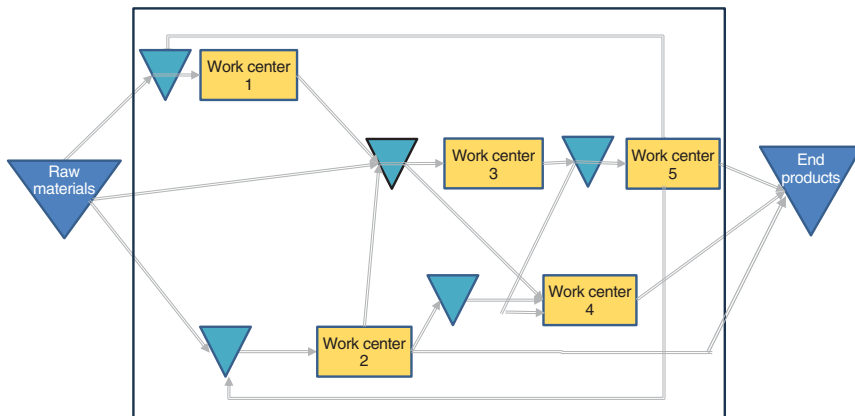 Work center
1
Raw
materials
Work center
3
Work center
5
End
products
Work center
4
Work center
2